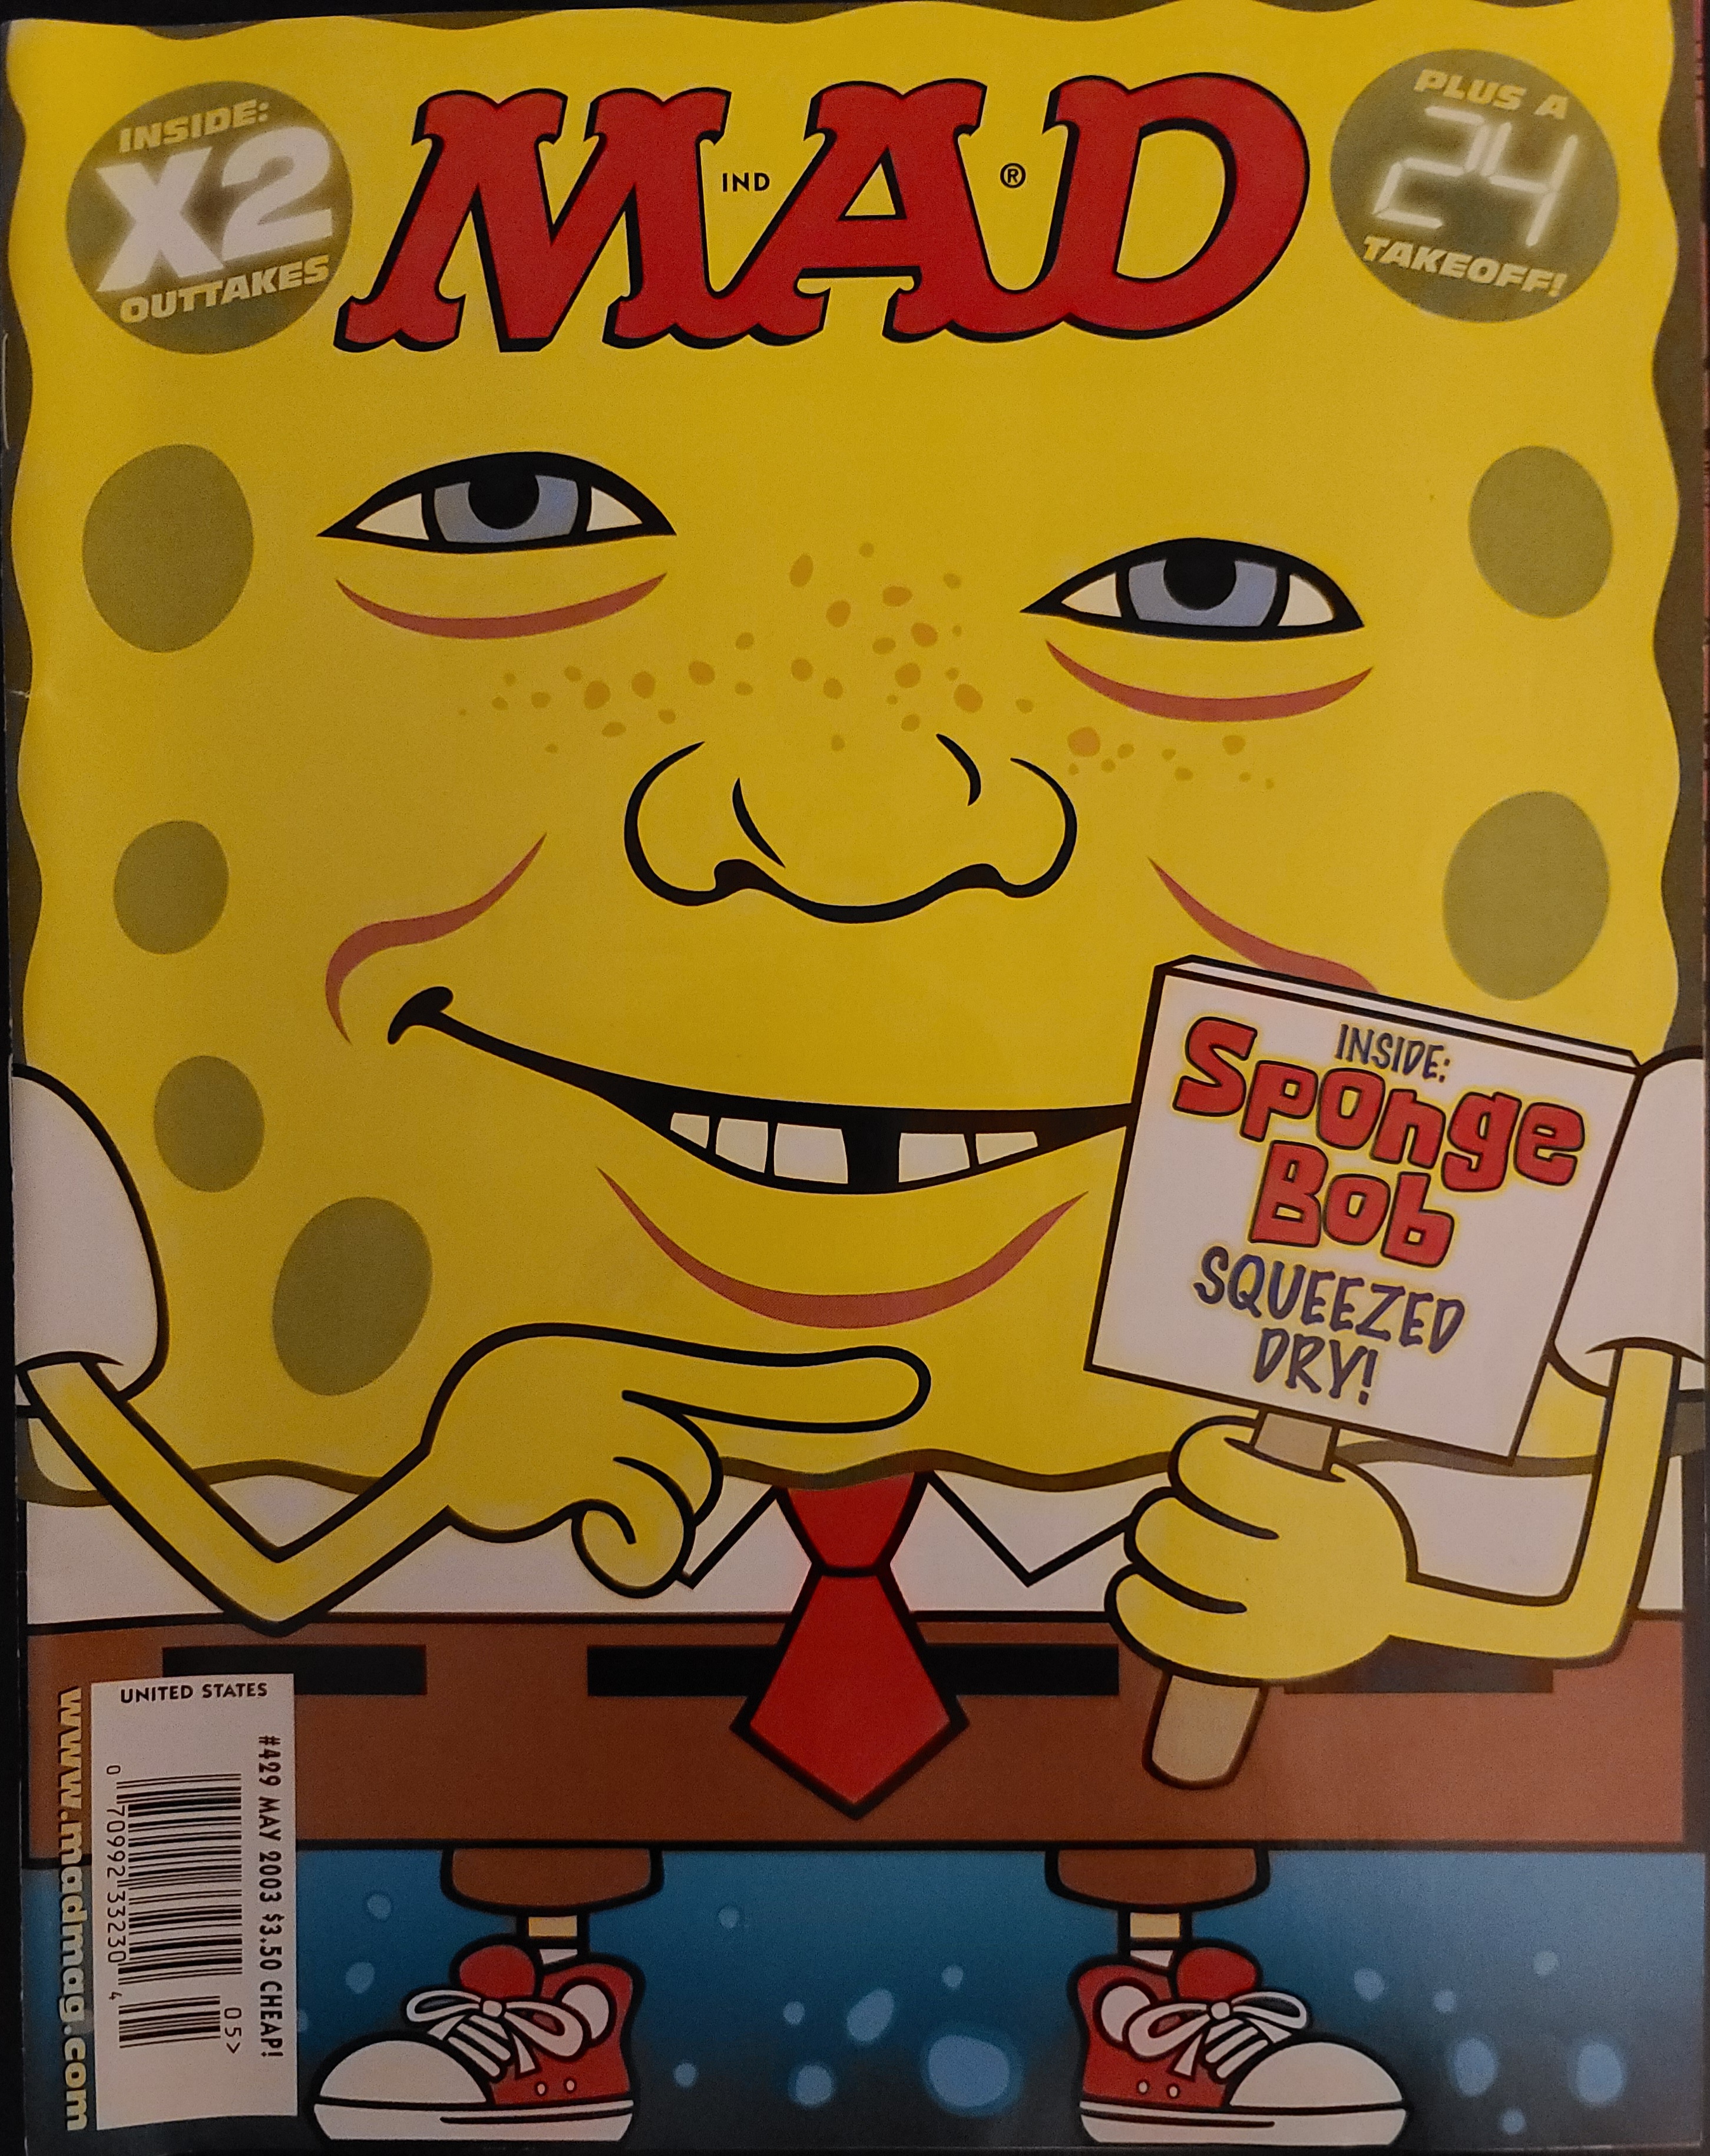 INSIDE:
X2
OUTTAKES
MAD
IND
®
PLUS A
24
TAKEOFF!
INSIDE:
Sponge
Bob
SQUEEZED
DRY!
UNITED STATES
#429 MAY 2003 $3.50 CHEAP!
0 70992 33230 4
05>
www.madmag.com